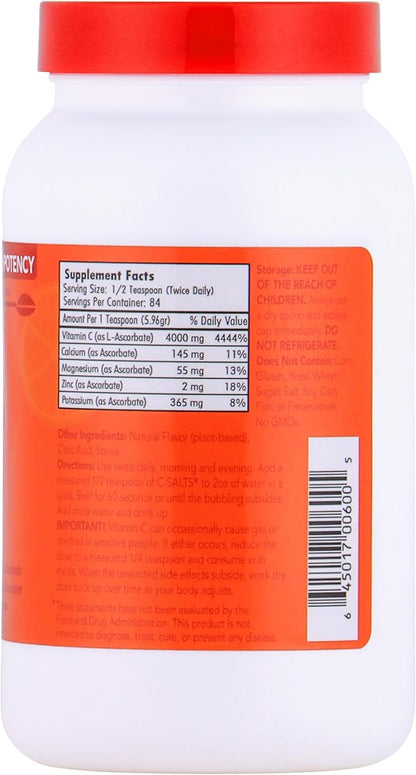 POTENCY
Supplement Facts
Serving Size: 1/2 Teaspoon (Twice Daily)
Servings Per Container: 84
Amount Per 1 Teaspoon (5.96gr) % Daily Value
Vitamin C (as L-Ascorbate) 4000 mg 4444%
Calcium (as Ascorbate) 145 mg 11%
Magnesium (as Ascorbate) 55 mg 13%
Zinc (as Ascorbate) 2 mg 18%
Potassium (as Ascorbate) 365 mg 8%
Other Ingredients: Natural Flavor (plant-based),
Citric Acid, Stevia.
Directions: Use twice daily, morning and evening. Add a
measured 1/2 teaspoon of C-SALTS® to 2oz of water in a
glass. Swirl for 60 seconds or until the bubbling subsides.
Add more water and drink up.
IMPORTANT! Vitamin C can occassionally cause gas or
diarrhea in sensitive people. If either occurs, reduce the
dose to a measured 1/4 teaspoon and consume with
meals. When the unwanted side effects subside, work the
dose back up over time as your body adjusts.
*These statements have not been evaluated by the
Food and Drug Administration. This product is not
intended to diagnose, treat, cure, or prevent any disease.
Storage: KEEP OUT
OF THE REACH OF
CHILDREN. Always use
a dry spoon and replace
cap immediately. DO
NOT REFRIGERATE.
Does Not Contain: Corn,
Gluten, Yeast, Wheat,
Sugar, Salt, Soy, Dairy,
Fish, or Preservatives.
No GMOs.
6 45017 00600 5